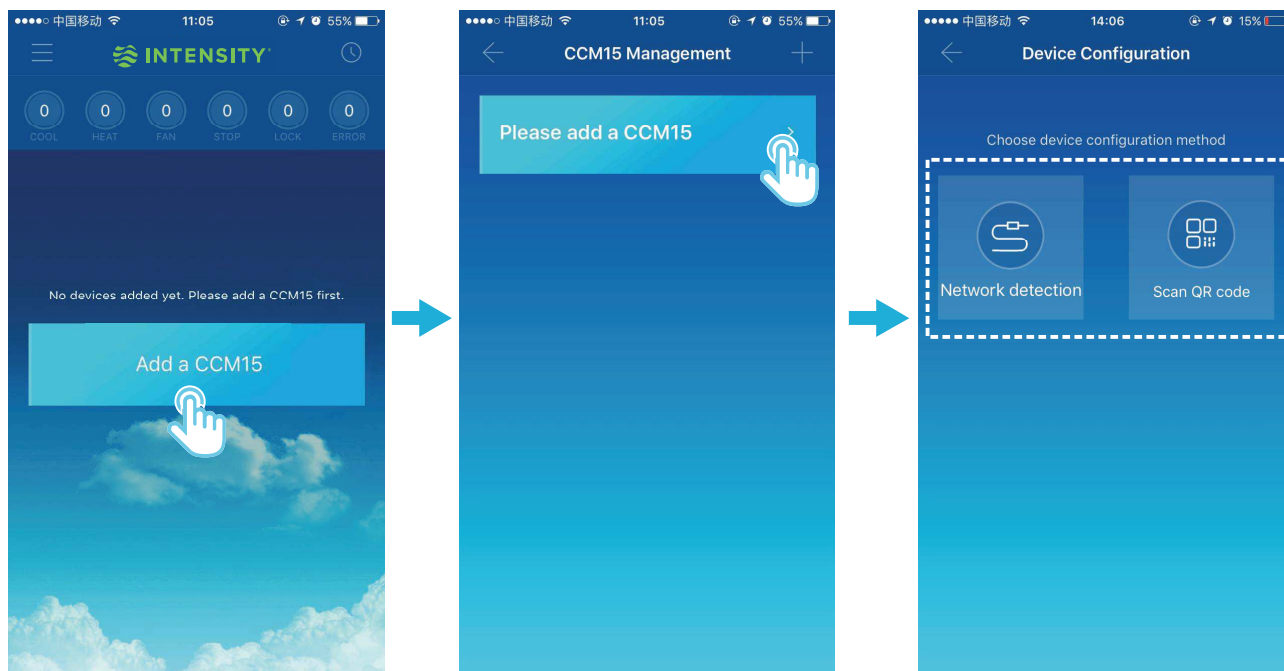 中国移动 11:05 55%
INTENSITY
0 0 0 0 0 0
COOL HEAT FAN STOP LOCK ERROR
No devices added yet. Please add a CCM15 first.
Add a CCM15
中国移动 11:05 55%
CCM15 Management
Please add a CCM15
中国移动 14:06 15%
Device Configuration
Choose device configuration method
Network detection
Scan QR code